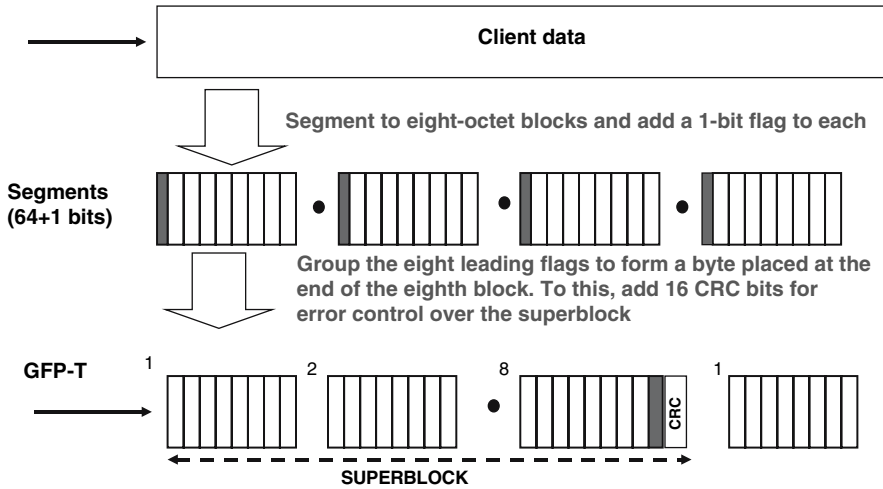 Client data
Segment to eight-octet blocks and add a 1-bit flag to each
Segments
(64+1 bits)
Group the eight leading flags to form a byte placed at the
end of the eighth block. To this, add 16 CRC bits for
error control over the superblock
GFP-T
1
2
8
1
CRC
SUPERBLOCK